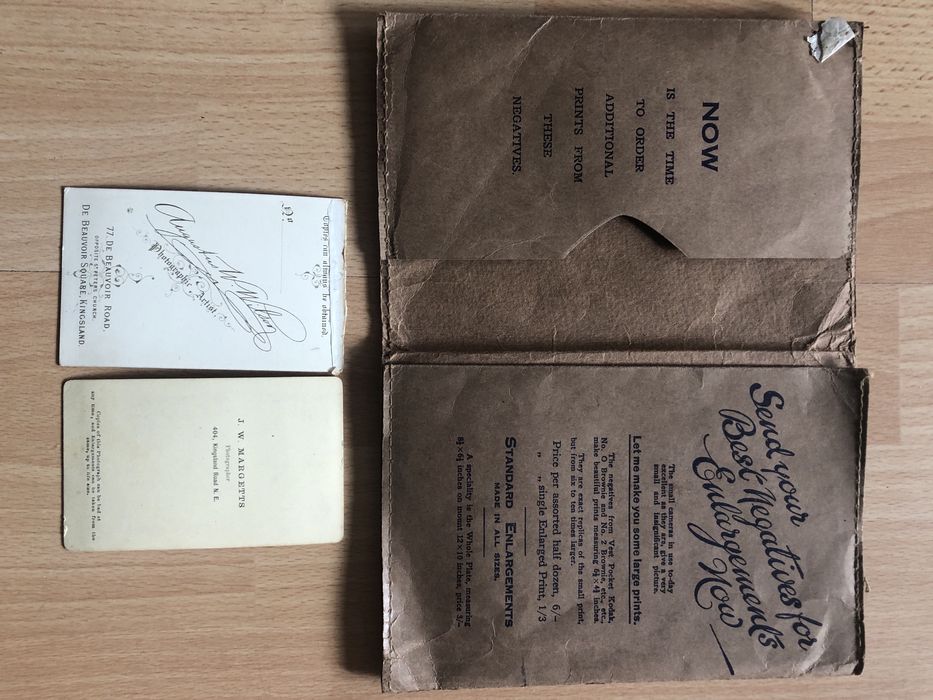 NOW
IS THE TIME
TO ORDER
ADDITIONAL
PRINTS FROM
THESE
NEGATIVES.
Send your
Best Negatives for
Enlargements
Now
The small cameras in use to-day
excellent as they are, give a very
small and insignificant picture.
Let me make you some large prints.
The negatives from Vest Pocket Kodak,
No. O Brownie and No. 2 Brownie, etc., etc.,
make beautiful prints measuring 6½ × 4¾ inches.
They are exact replicas of the small print,
but from six to ten times larger.
Price per assorted half dozen, 6/-
„ „ single Enlarged Print, 1/3
STANDARD ENLARGEMENTS
MADE IN ALL SIZES.
A speciality is the Whole Plate, measuring
8½ × 6½ inches on mount 12 × 10 inches, price 3/-
Copies can always be obtained.
No.
Augustus W. Wilson
Photographic Artist,
77, DE BEAUVOIR ROAD,
OPPOSITE ST PETERS CHURCH,
DE BEAUVOIR SQUARE, KINGSLAND.
J. W. MARGETTS
Photographer
404, Kingsland Road N. E.
Copies of this Photograph can be had at
any time, and Enlargements can be taken from the
same, up to life size.